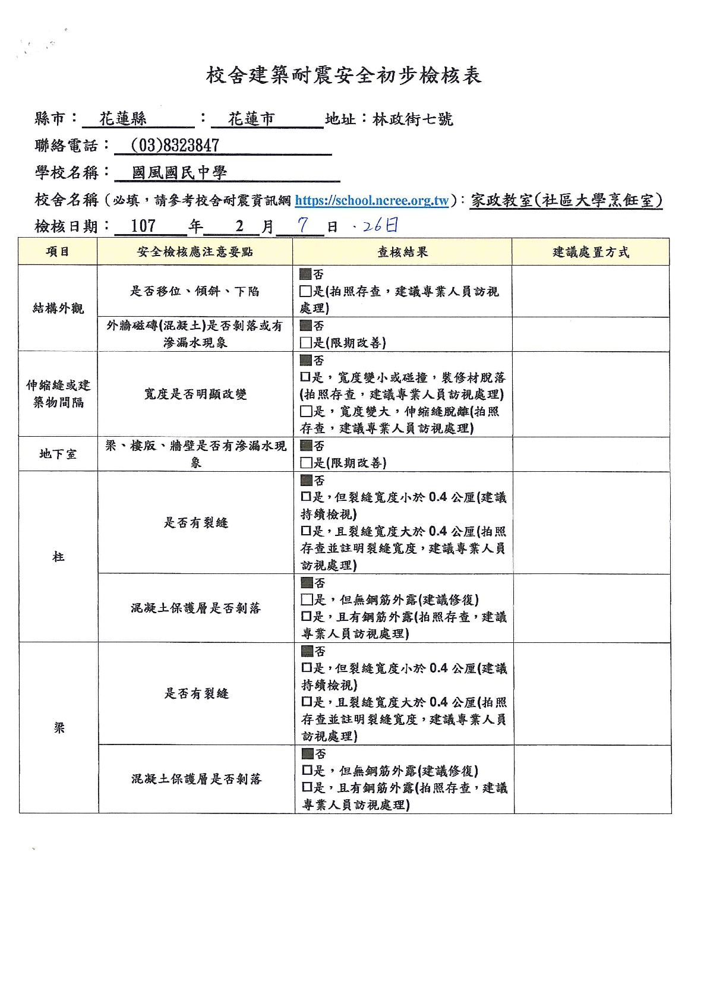 校舍建築耐震安全初步檢核表
縣市： 花蓮縣 ： 花蓮市 地址：林政街七號
聯絡電話： (03)8323847
學校名稱： 國風國民中學
校舍名稱（必填，請參考校舍耐震資訊網 https://school.ncree.org.tw）：家政教室(社區大學烹飪室)
檢核日期： 107 年 2 月 7 日 、26日
項目 安全檢核應注意要點 查核結果 建議處置方式
結構外觀
是否移位、傾斜、下陷
■否
□是(拍照存查，建議專業人員訪視
處理)
外牆磁磚(混凝土)是否剝落或有
滲漏水現象
■否
□是(限期改善)
伸縮縫或建
築物間隔
寬度是否明顯改變
■否
□是，寬度變小或碰撞，裝修材脫落
(拍照存查，建議專業人員訪視處理)
□是，寬度變大，伸縮縫脫離(拍照
存查，建議專業人員訪視處理)
地下室
梁、樓版、牆壁是否有滲漏水現
象
■否
□是(限期改善)
柱
是否有裂縫
■否
□是，但裂縫寬度小於 0.4 公厘(建議
持續檢視)
□是，且裂縫寬度大於 0.4 公厘(拍照
存查並註明裂縫寬度，建議專業人員
訪視處理)
混凝土保護層是否剝落
■否
□是，但無鋼筋外露(建議修復)
□是，且有鋼筋外露(拍照存查，建議
專業人員訪視處理)
梁
是否有裂縫
■否
□是，但裂縫寬度小於 0.4 公厘(建議
持續檢視)
□是，且裂縫寬度大於 0.4 公厘(拍照
存查並註明裂縫寬度，建議專業人員
訪視處理)
混凝土保護層是否剝落
■否
□是，但無鋼筋外露(建議修復)
□是，且有鋼筋外露(拍照存查，建議
專業人員訪視處理)